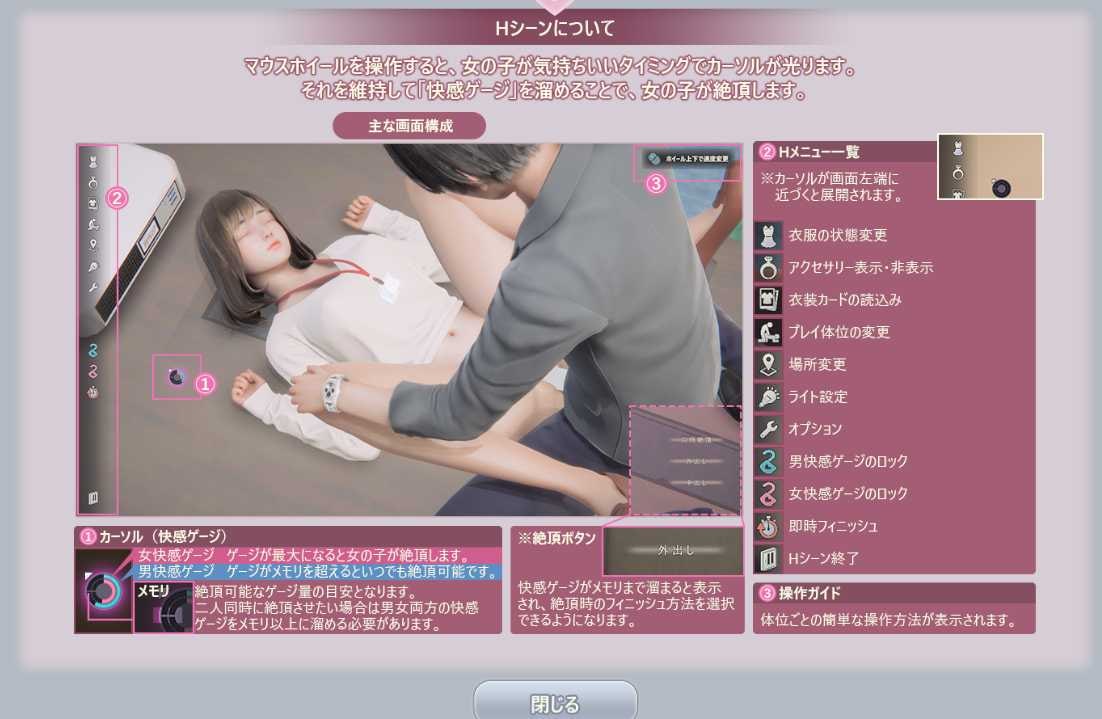 Hシーンについて
マウスホイールを操作すると、女の子が気持ちいいタイミングでカーソルが光ります。
それを維持して「快感ゲージ」を溜めることで、女の子が絶頂します。
主な画面構成
ホイール上下で速度変更
③
②
①
同時絶頂
外出し
中出し
②Hメニュー一覧
※カーソルが画面左端に
近づくと展開されます。
衣服の状態変更
アクセサリー表示・非表示
衣装カードの読込み
プレイ体位の変更
場所変更
ライト設定
オプション
男快感ゲージのロック
女快感ゲージのロック
即時フィニッシュ
Hシーン終了
①カーソル（快感ゲージ）
女快感ゲージ ゲージが最大になると女の子が絶頂します。
男快感ゲージ ゲージがメモリを超えるといつでも絶頂可能です。
メモリ
絶頂可能なゲージ量の目安となります。
二人同時に絶頂させたい場合は男女両方の快感
ゲージをメモリ以上に溜める必要があります。
※絶頂ボタン
外出し
快感ゲージがメモリまで溜まると表示
され、絶頂時のフィニッシュ方法を選択
できるようになります。
③操作ガイド
体位ごとの簡単な操作方法が表示されます。
閉じる